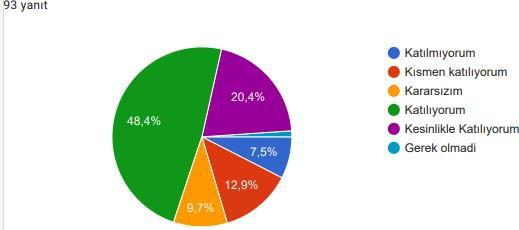 93 yanıt
Katılmıyorum
Kısmen katılıyorum
Kararsızım
Katılıyorum
Kesinlikle Katılıyorum
Gerek olmadi
20,4%
48,4%
7,5%
12,9%
9,7%